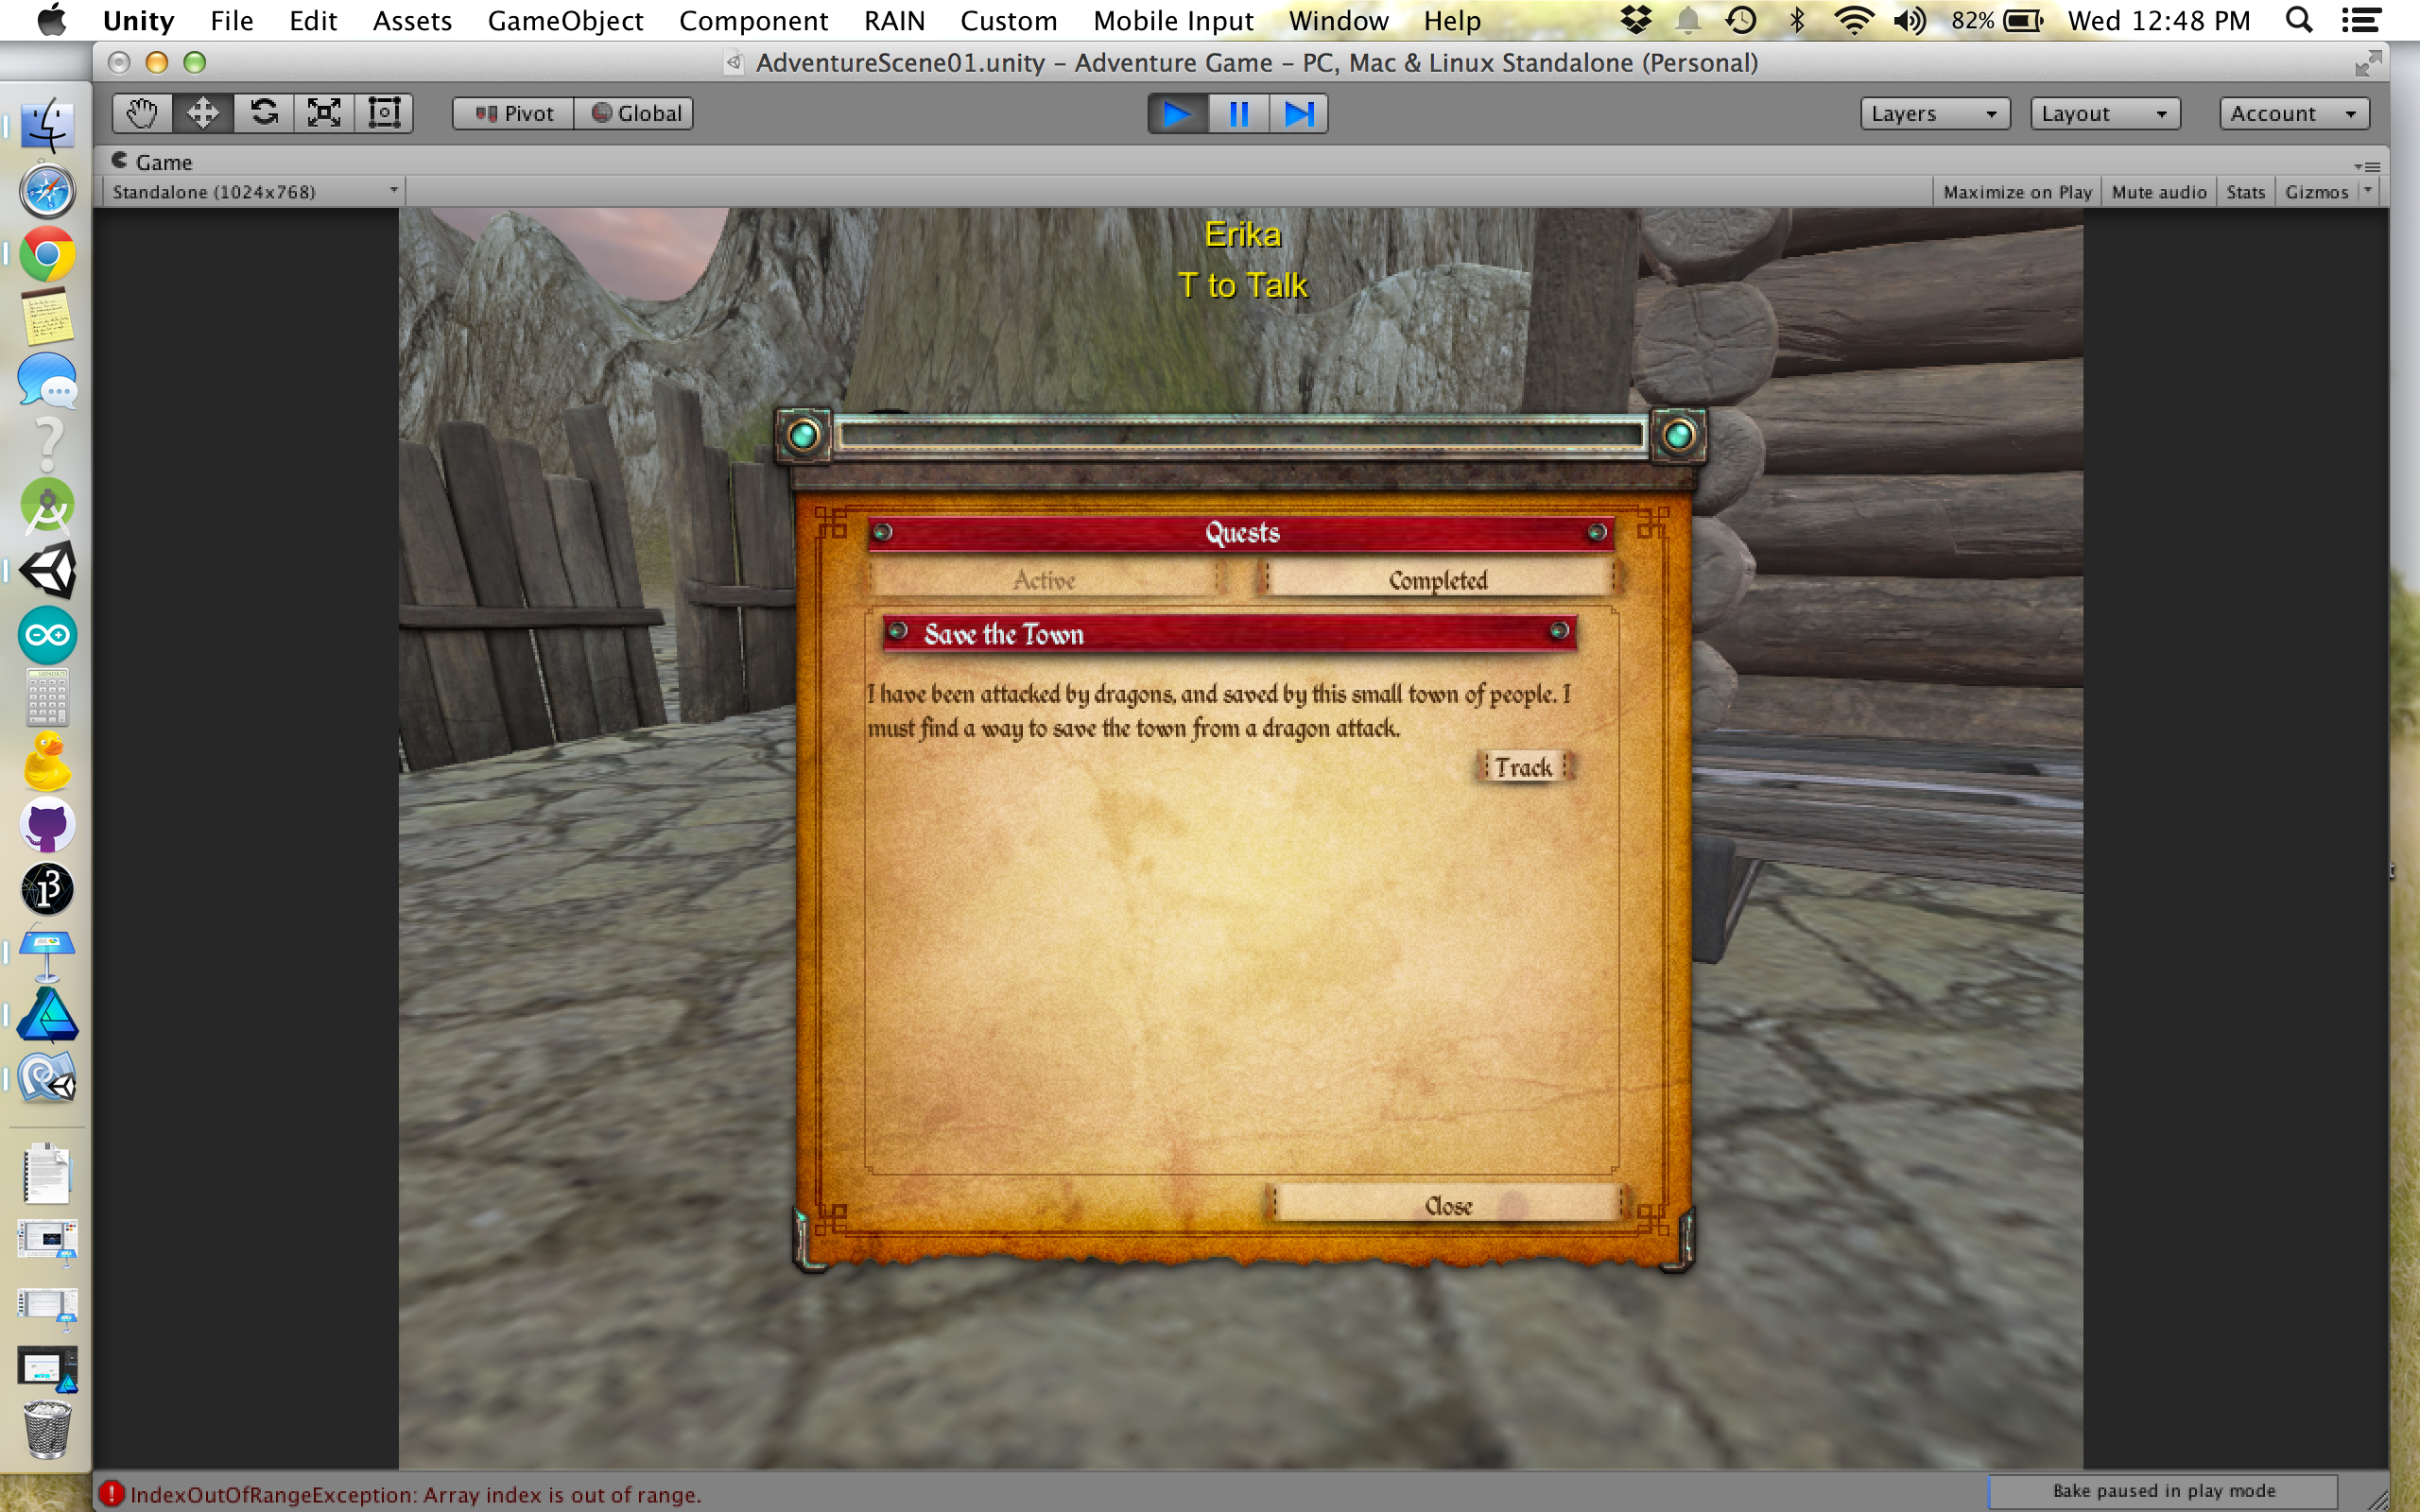 Unity File Edit Assets GameObject Component RAIN Custom Mobile Input Window Help 82% Wed 12:48 PM
AdventureScene01.unity - Adventure Game - PC, Mac & Linux Standalone (Personal)
Pivot Global Layers Layout Account
Game
Standalone (1024x768) Maximize on Play Mute audio Stats Gizmos
Erika
T to Talk
Quests
Active Completed
Save the Town
I have been attacked by dragons, and saved by this small town of people. I
must find a way to save the town from a dragon attack.
Track
Close
IndexOutOfRangeException: Array index is out of range.
Bake paused in play mode